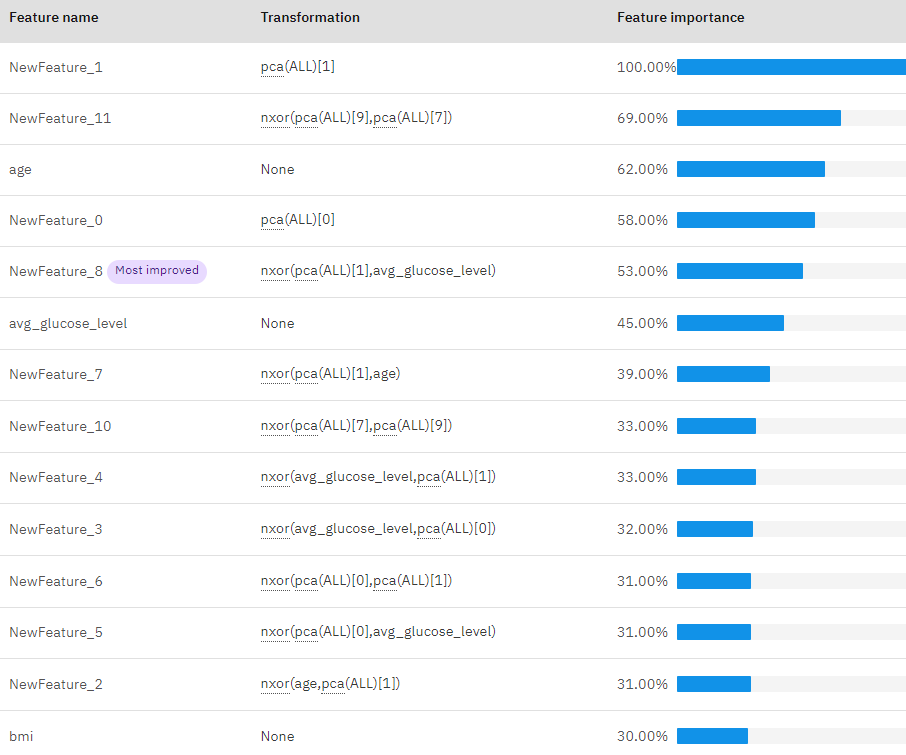 Feature name Transformation Feature importance
NewFeature_1 pca(ALL)[1] 100.00%
NewFeature_11 nxor(pca(ALL)[9],pca(ALL)[7]) 69.00%
age None 62.00%
NewFeature_0 pca(ALL)[0] 58.00%
NewFeature_8 Most improved nxor(pca(ALL)[1],avg_glucose_level) 53.00%
avg_glucose_level None 45.00%
NewFeature_7 nxor(pca(ALL)[1],age) 39.00%
NewFeature_10 nxor(pca(ALL)[7],pca(ALL)[9]) 33.00%
NewFeature_4 nxor(avg_glucose_level,pca(ALL)[1]) 33.00%
NewFeature_3 nxor(avg_glucose_level,pca(ALL)[0]) 32.00%
NewFeature_6 nxor(pca(ALL)[0],pca(ALL)[1]) 31.00%
NewFeature_5 nxor(pca(ALL)[0],avg_glucose_level) 31.00%
NewFeature_2 nxor(age,pca(ALL)[1]) 31.00%
bmi None 30.00%